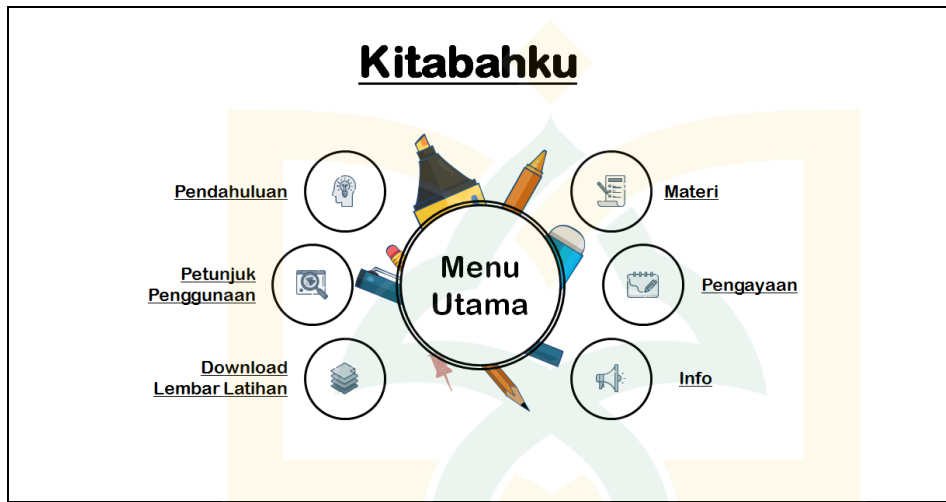 Kitabahku
Pendahuluan
Petunjuk
Penggunaan
Download
Lembar Latihan
Menu
Utama
Materi
Pengayaan
Info